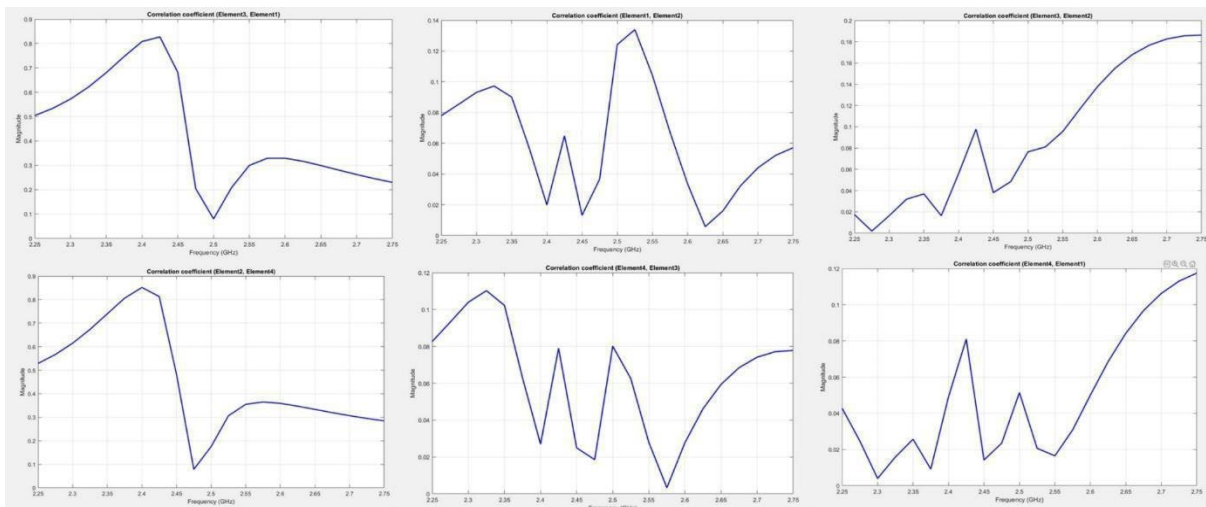 Correlation coefficient (Element3, Element1)
0.9
0.8
0.7
0.6
0.5
0.4
0.3
0.2
0.1
0
Magnitude
2.25 2.3 2.35 2.4 2.45 2.5 2.55 2.6 2.65 2.7 2.75
Frequency (GHz)
Correlation coefficient (Element1, Element2)
0.14
0.12
0.1
0.08
0.06
0.04
0.02
0
Magnitude
2.25 2.3 2.35 2.4 2.45 2.5 2.55 2.6 2.65 2.7 2.75
Frequency (GHz)
Correlation coefficient (Element3, Element2)
0.2
0.18
0.16
0.14
0.12
0.1
0.08
0.06
0.04
0.02
0
Magnitude
2.25 2.3 2.35 2.4 2.45 2.5 2.55 2.6 2.65 2.7 2.75
Frequency (GHz)
Correlation coefficient (Element2, Element4)
0.9
0.8
0.7
0.6
0.5
0.4
0.3
0.2
0.1
0
Magnitude
2.25 2.3 2.35 2.4 2.45 2.5 2.55 2.6 2.65 2.7 2.75
Frequency (GHz)
Correlation coefficient (Element4, Element3)
0.12
0.1
0.08
0.06
0.04
0.02
0
Magnitude
2.25 2.3 2.35 2.4 2.45 2.5 2.55 2.6 2.65 2.7 2.75
Frequency (GHz)
Correlation coefficient (Element4, Element1)
0.12
0.1
0.08
0.06
0.04
0.02
0
Magnitude
2.25 2.3 2.35 2.4 2.45 2.5 2.55 2.6 2.65 2.7 2.75
Frequency (GHz)